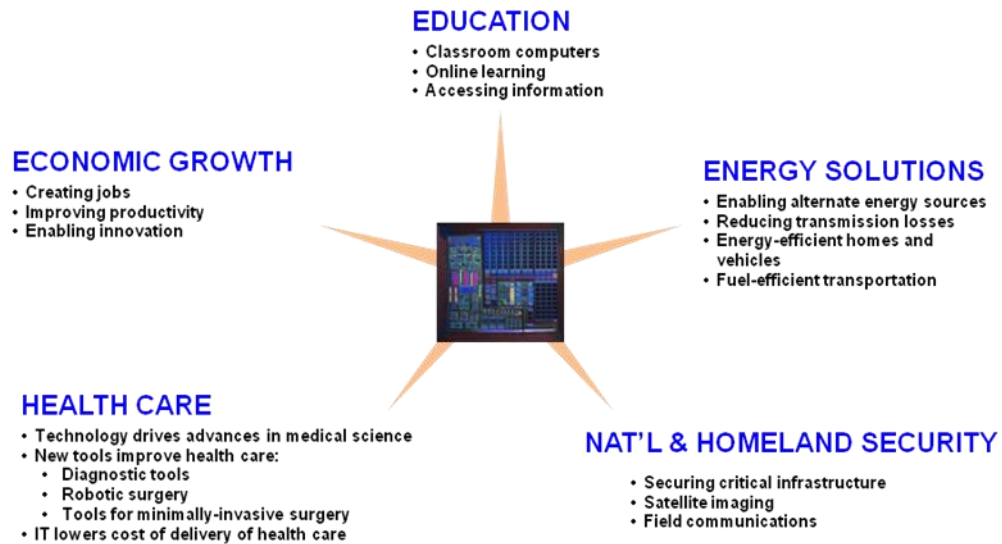 EDUCATION
• Classroom computers
• Online learning
• Accessing information
ECONOMIC GROWTH
• Creating jobs
• Improving productivity
• Enabling innovation
ENERGY SOLUTIONS
• Enabling alternate energy sources
• Reducing transmission losses
• Energy-efficient homes and
vehicles
• Fuel-efficient transportation
HEALTH CARE
• Technology drives advances in medical science
• New tools improve health care:
• Diagnostic tools
• Robotic surgery
• Tools for minimally-invasive surgery
• IT lowers cost of delivery of health care
NAT'L & HOMELAND SECURITY
• Securing critical infrastructure
• Satellite imaging
• Field communications